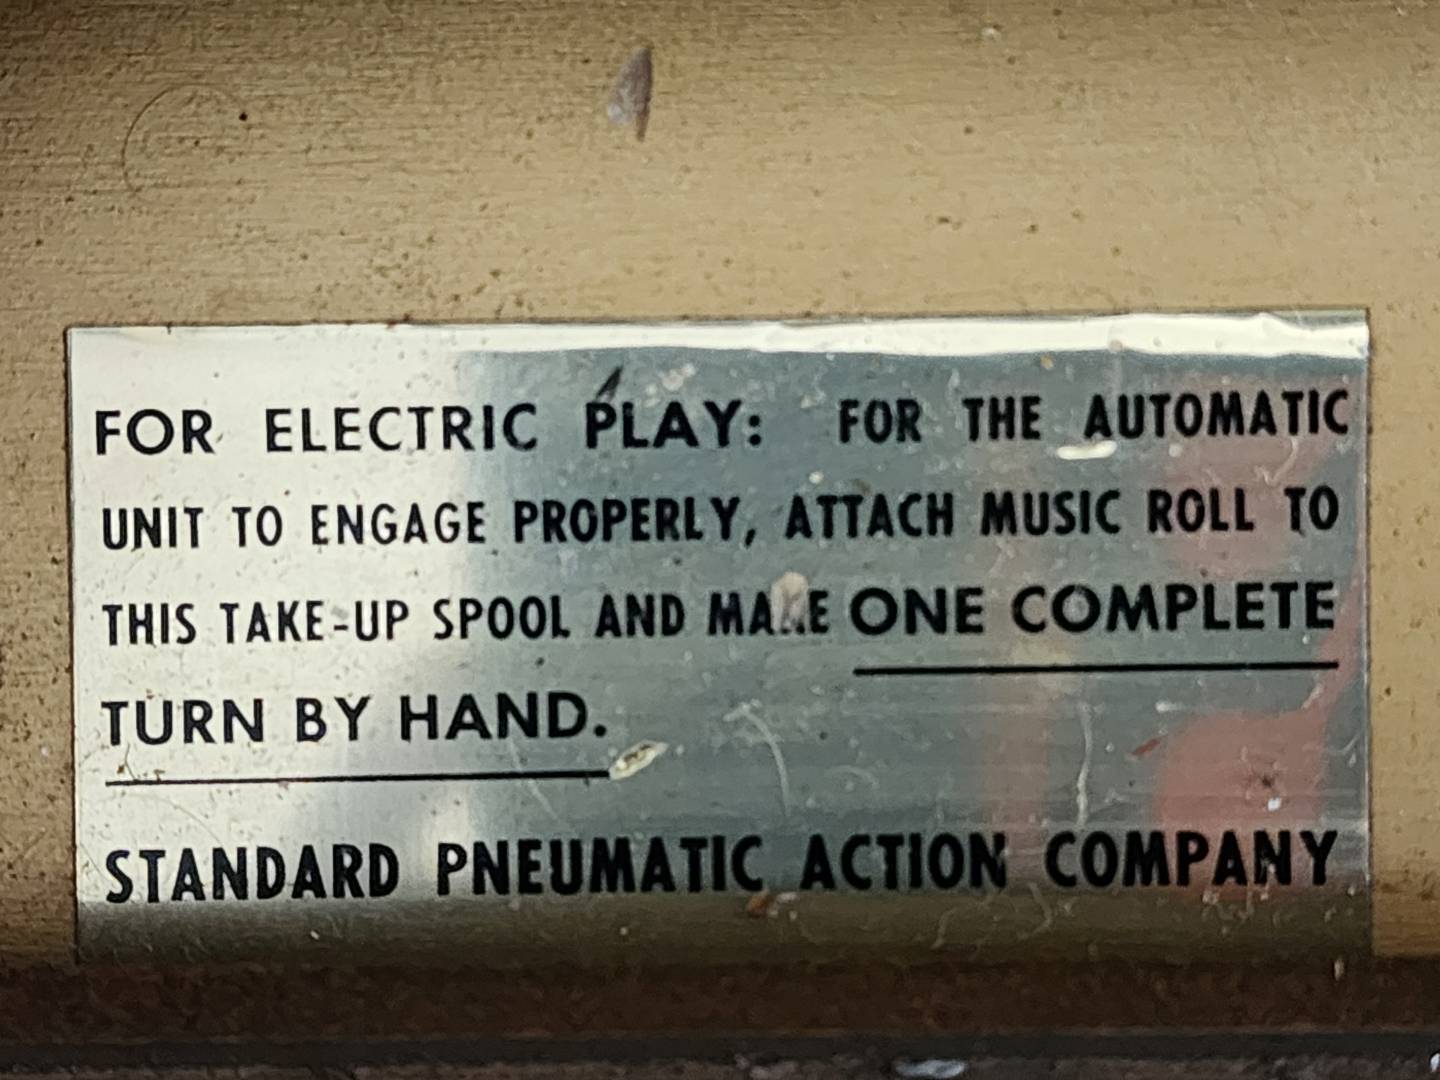 FOR ELECTRIC PLAY: FOR THE AUTOMATIC
UNIT TO ENGAGE PROPERLY, ATTACH MUSIC ROLL TO
THIS TAKE-UP SPOOL AND MAKE ONE COMPLETE
TURN BY HAND.
STANDARD PNEUMATIC ACTION COMPANY